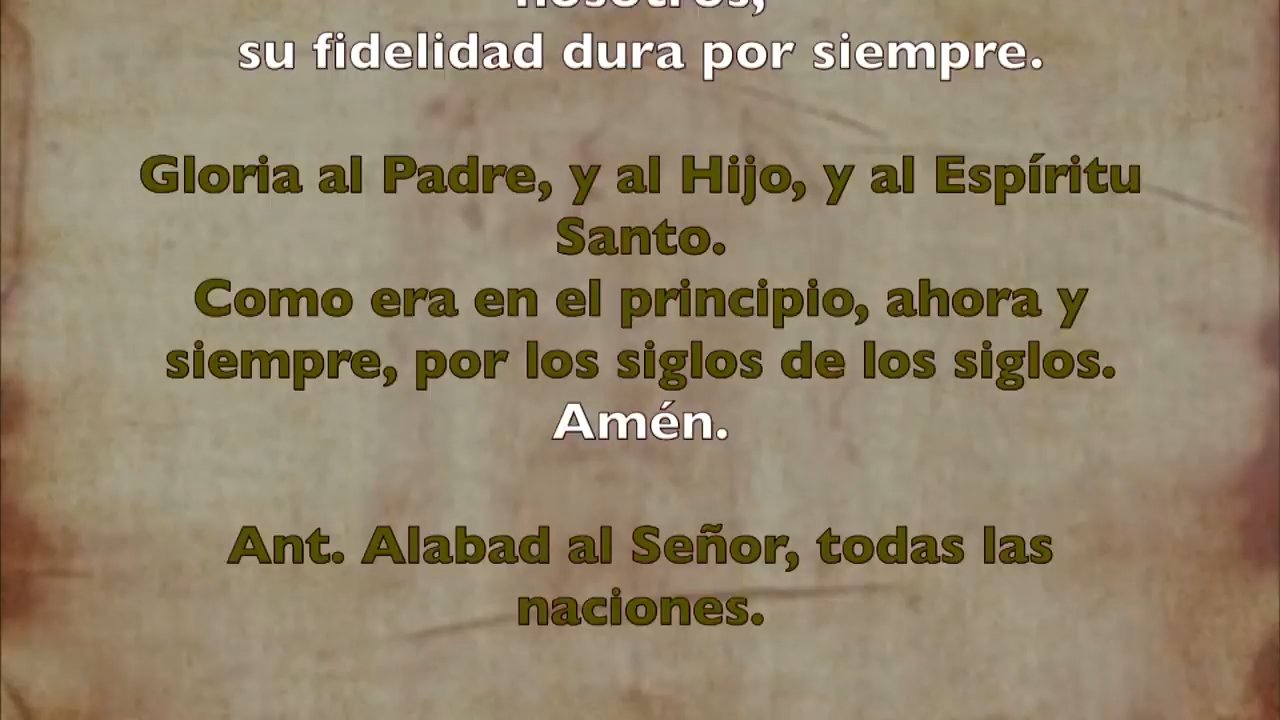 nosotros,
su fidelidad dura por siempre.
Gloria al Padre, y al Hijo, y al Espíritu
Santo.
Como era en el principio, ahora y
siempre, por los siglos de los siglos.
Amén.
Ant. Alabad al Señor, todas las
naciones.